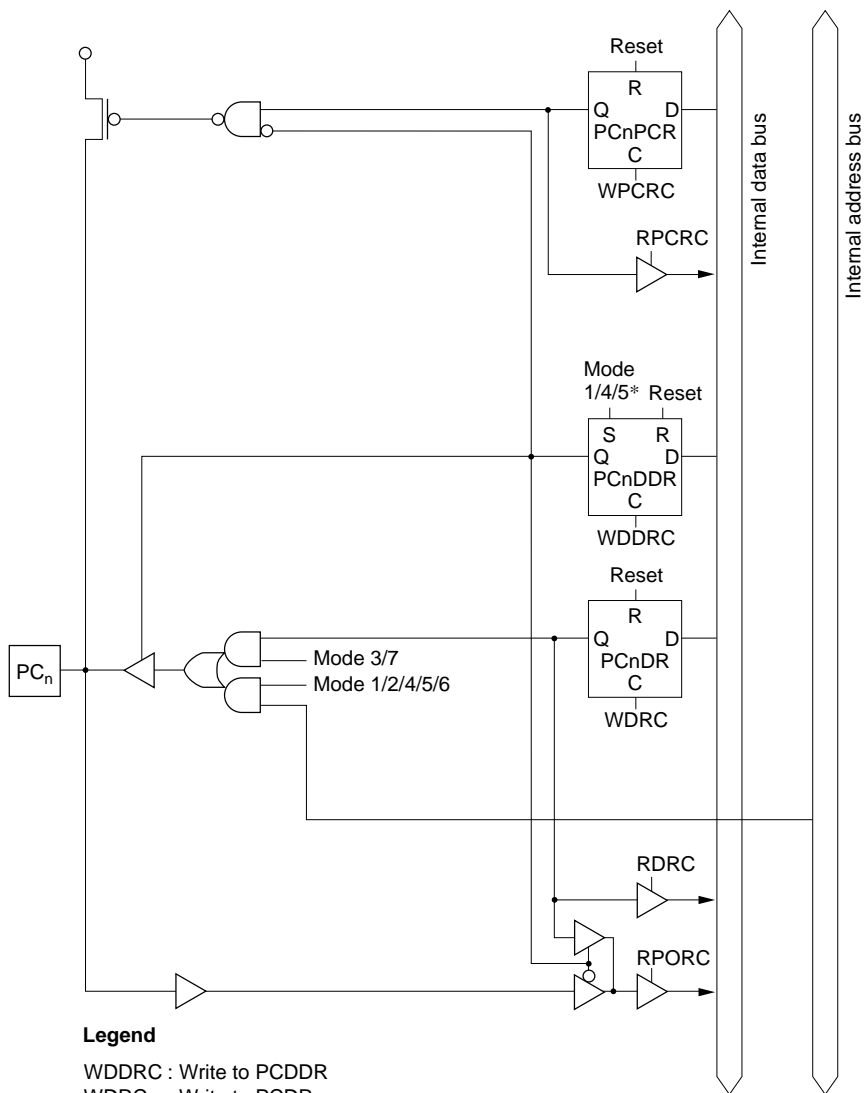 Reset
R
Q D
PCnPCR
C
WPCRC
RPCRC
Internal data bus
Internal address bus
Mode
1/4/5* Reset
S R
Q D
PCnDDR
C
WDDRC
Reset
R
Q D
PCnDR
C
WDRC
Mode 3/7
Mode 1/2/4/5/6
PCn
RDRC
RPORC
Legend
WDDRC : Write to PCDDR